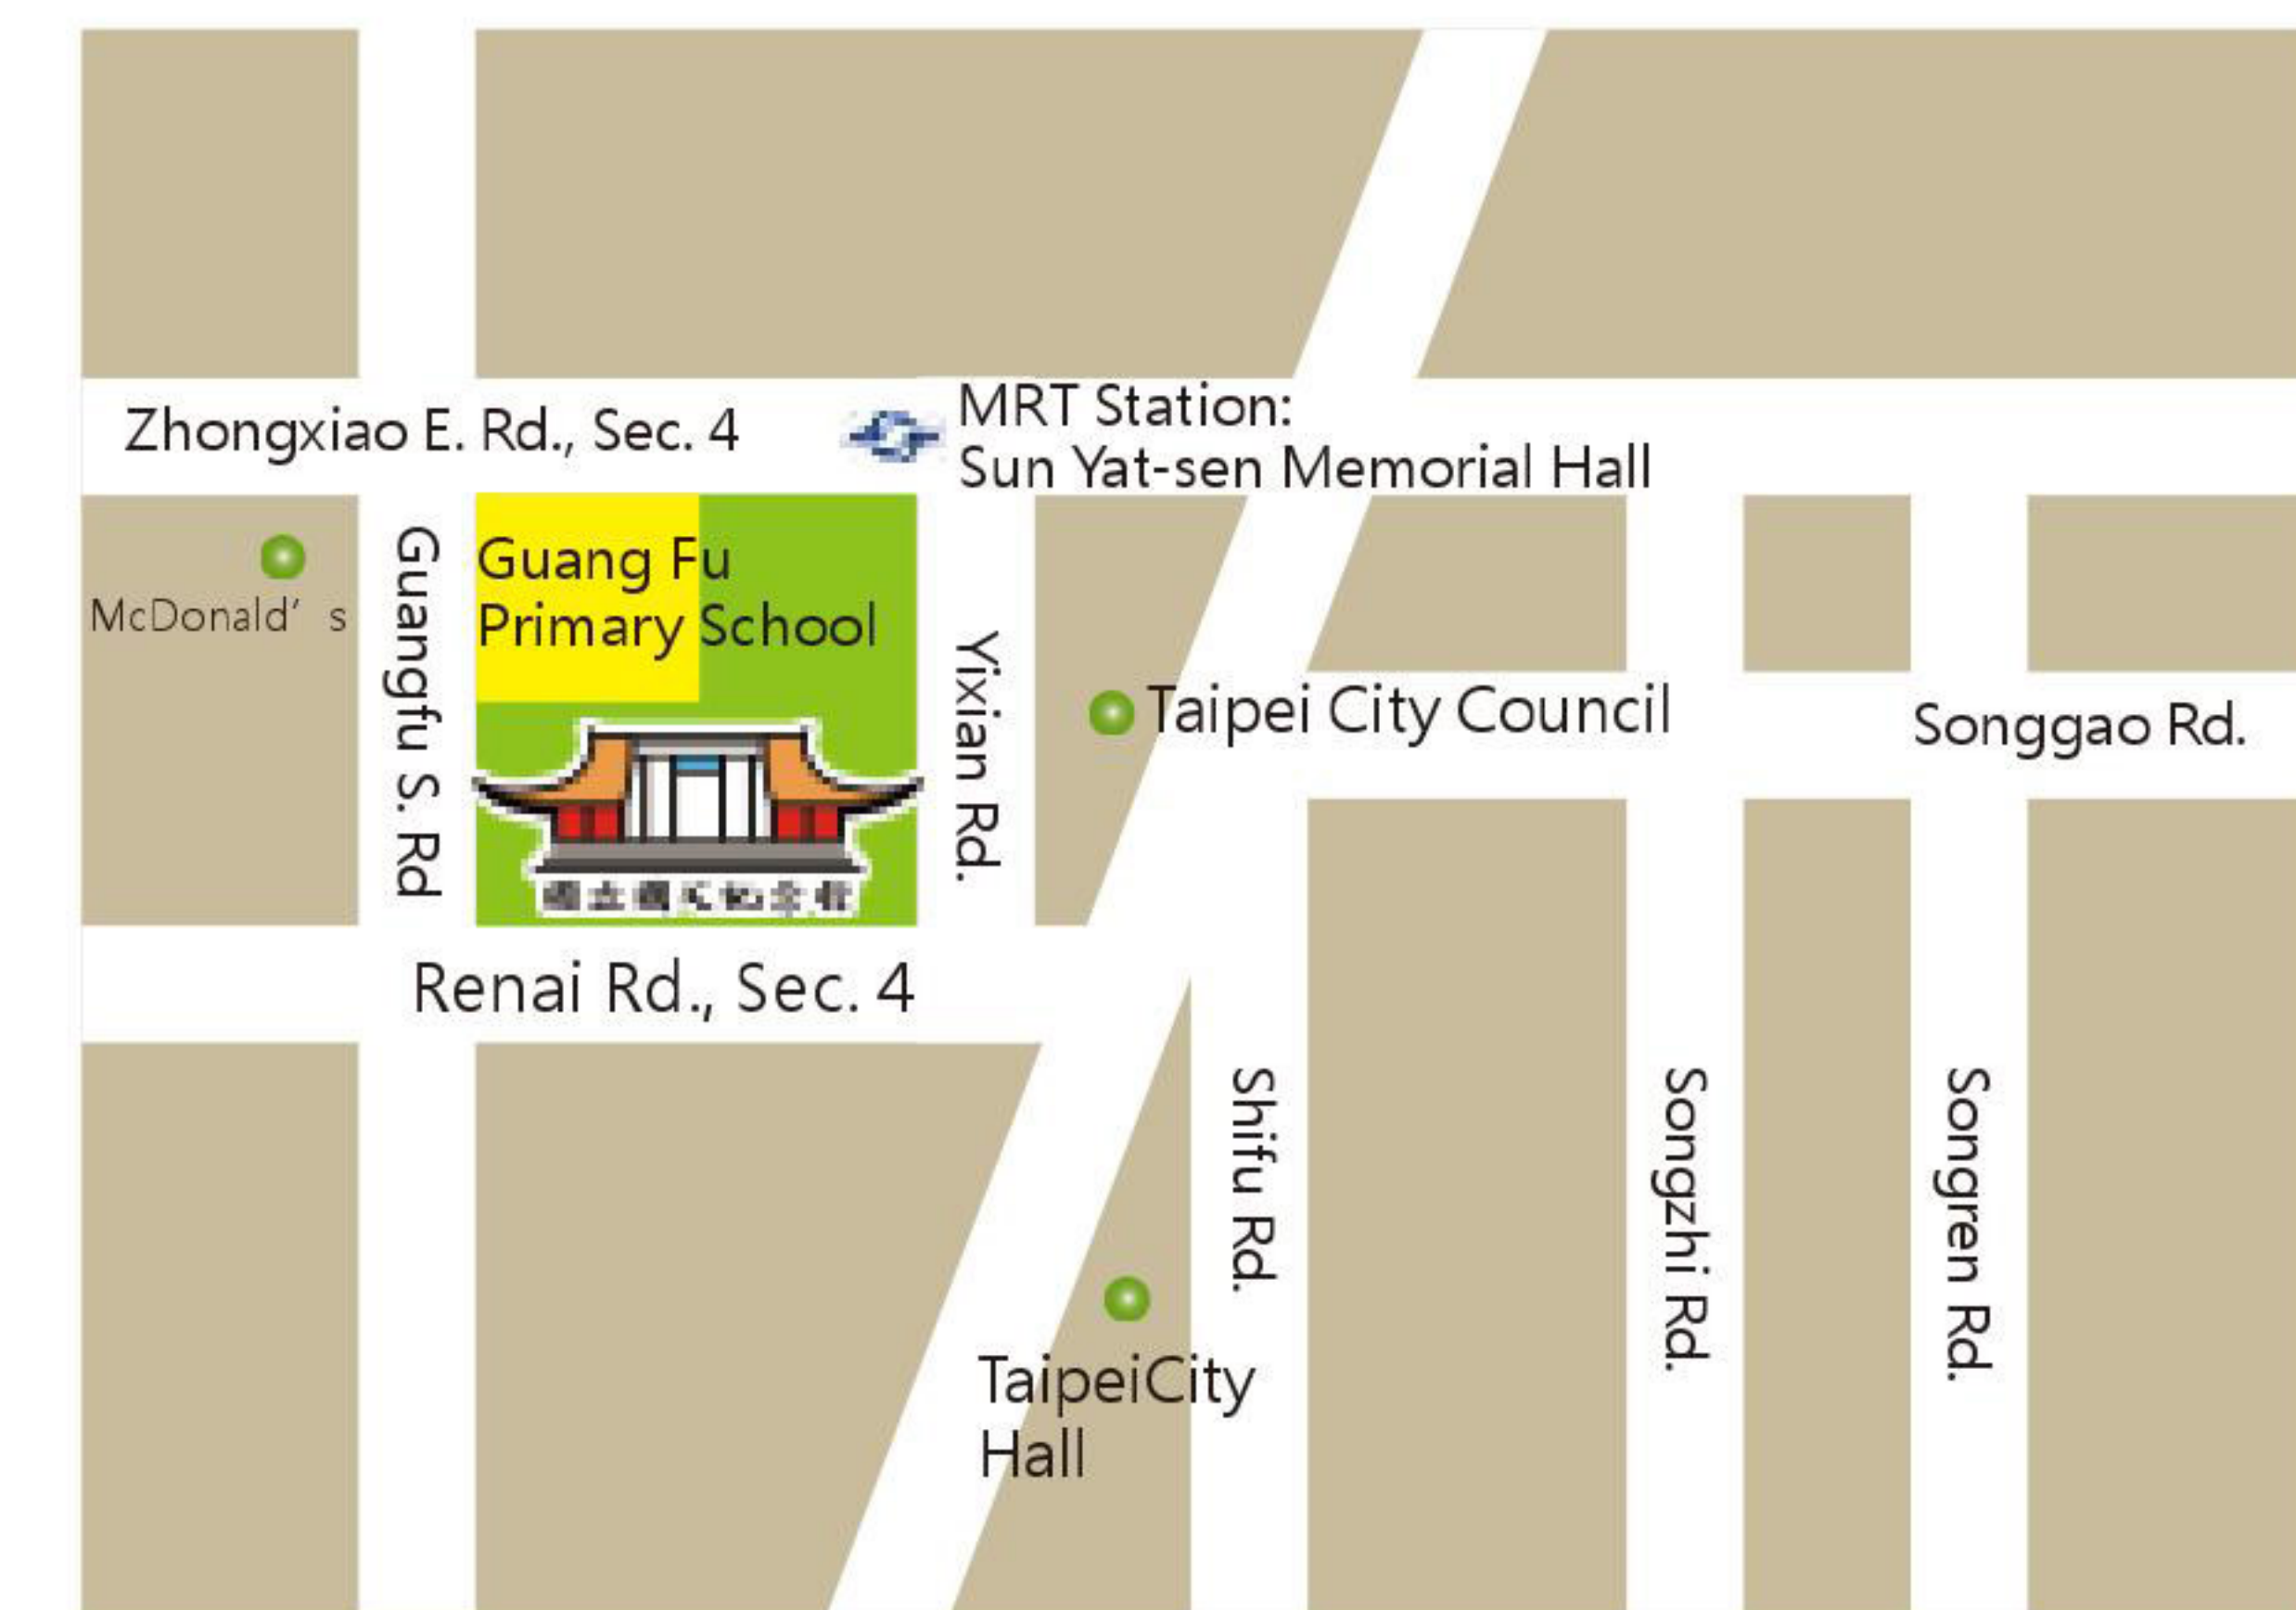 Zhongxiao E. Rd., Sec. 4
MRT Station:
Sun Yat-sen Memorial Hall
McDonald’ s
Guangfu S. Rd
Guang Fu
Primary School
Yixian Rd.
Taipei City Council
Songgao Rd.
Renai Rd., Sec. 4
Shifu Rd.
Songzhi Rd.
Songren Rd.
TaipeiCity
Hall